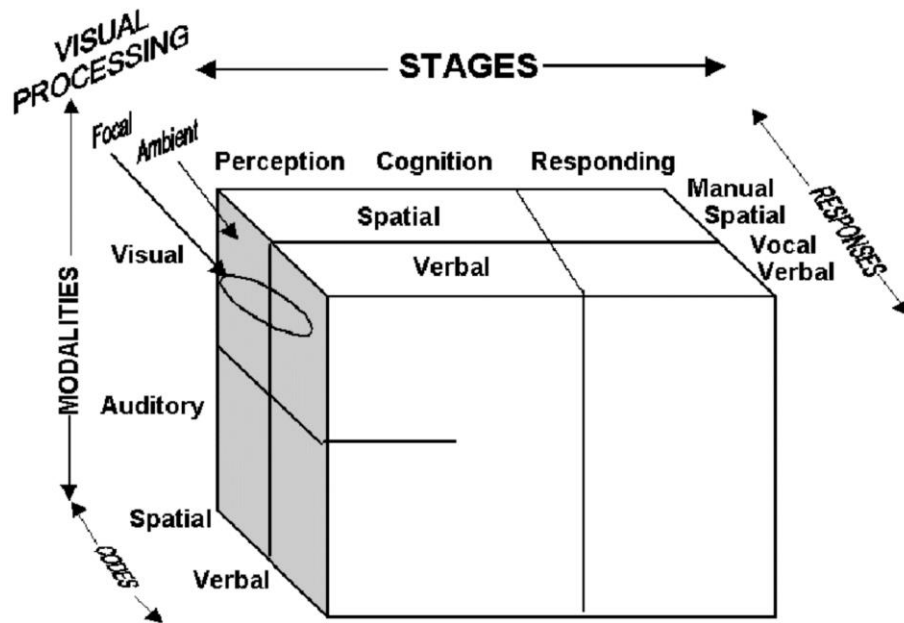 VISUAL
PROCESSING
STAGES
Focal
Ambient
Perception Cognition Responding
Manual
Spatial
Spatial
Vocal
Visual
Verbal
Verbal
RESPONSES
MODALITIES
Auditory
Spatial
Verbal
CODES